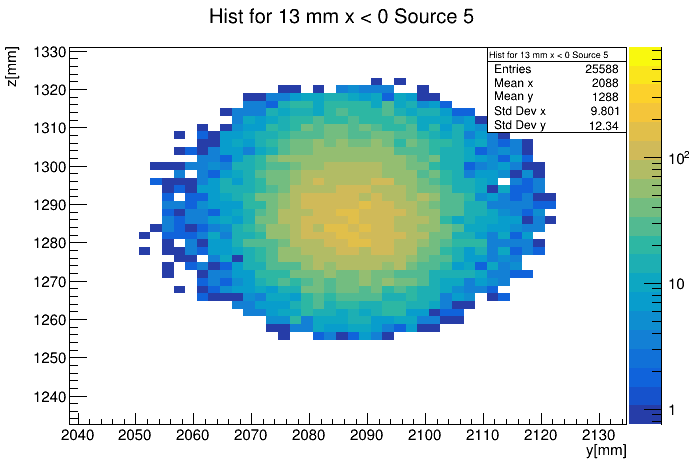 Hist for 13 mm x < 0 Source 5
z[mm]
1330
1320
1310
1300
1290
1280
1270
1260
1250
1240
Hist for 13 mm x < 0 Source 5
Entries 25588
Mean x 2088
Mean y 1288
Std Dev x 9.801
Std Dev y 12.34
10²
10
1
2040 2050 2060 2070 2080 2090 2100 2110 2120 2130
y[mm]